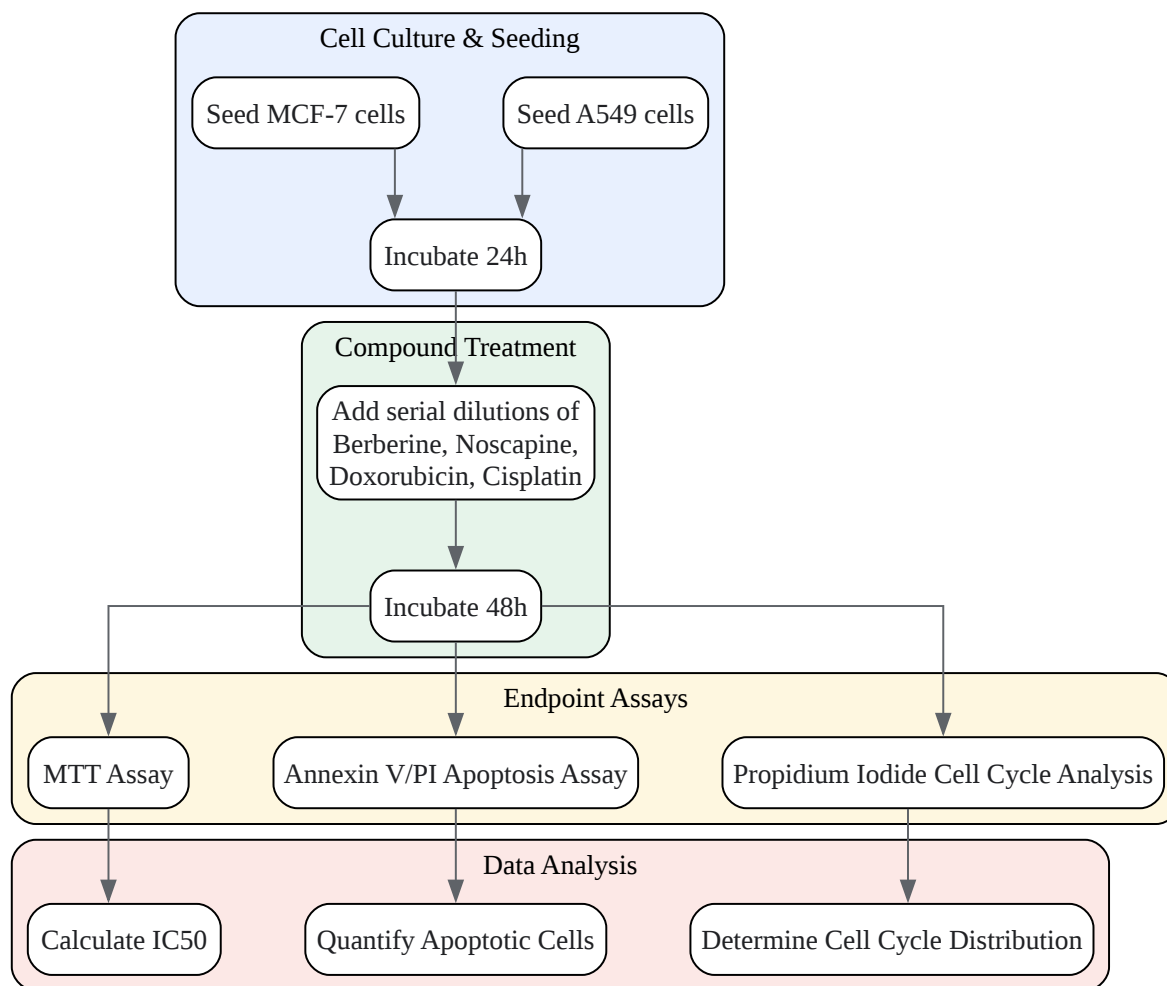 Cell Culture & Seeding
Seed MCF-7 cells
Seed A549 cells
Incubate 24h
Compound Treatment
Add serial dilutions of
Berberine, Noscapine,
Doxorubicin, Cisplatin
Incubate 48h
Endpoint Assays
MTT Assay
Annexin V/PI Apoptosis Assay
Propidium Iodide Cell Cycle Analysis
Data Analysis
Calculate IC50
Quantify Apoptotic Cells
Determine Cell Cycle Distribution